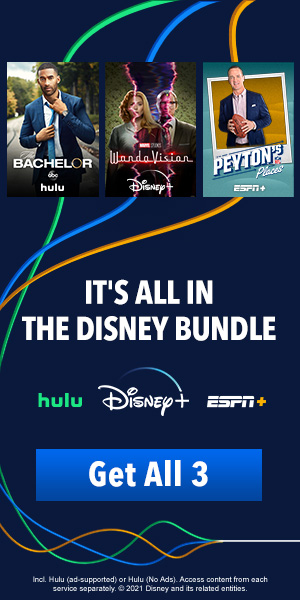 THE
BACHELOR
abc
hulu
MARVEL STUDIOS
WandaVision
Disney+
PEYTON'S
Places
ESPN+
IT'S ALL IN
THE DISNEY BUNDLE
hulu
Disney+
ESPN+
Get All 3
Incl. Hulu (ad-supported) or Hulu (No Ads). Access content from each
service separately. © 2021 Disney and its related entities.